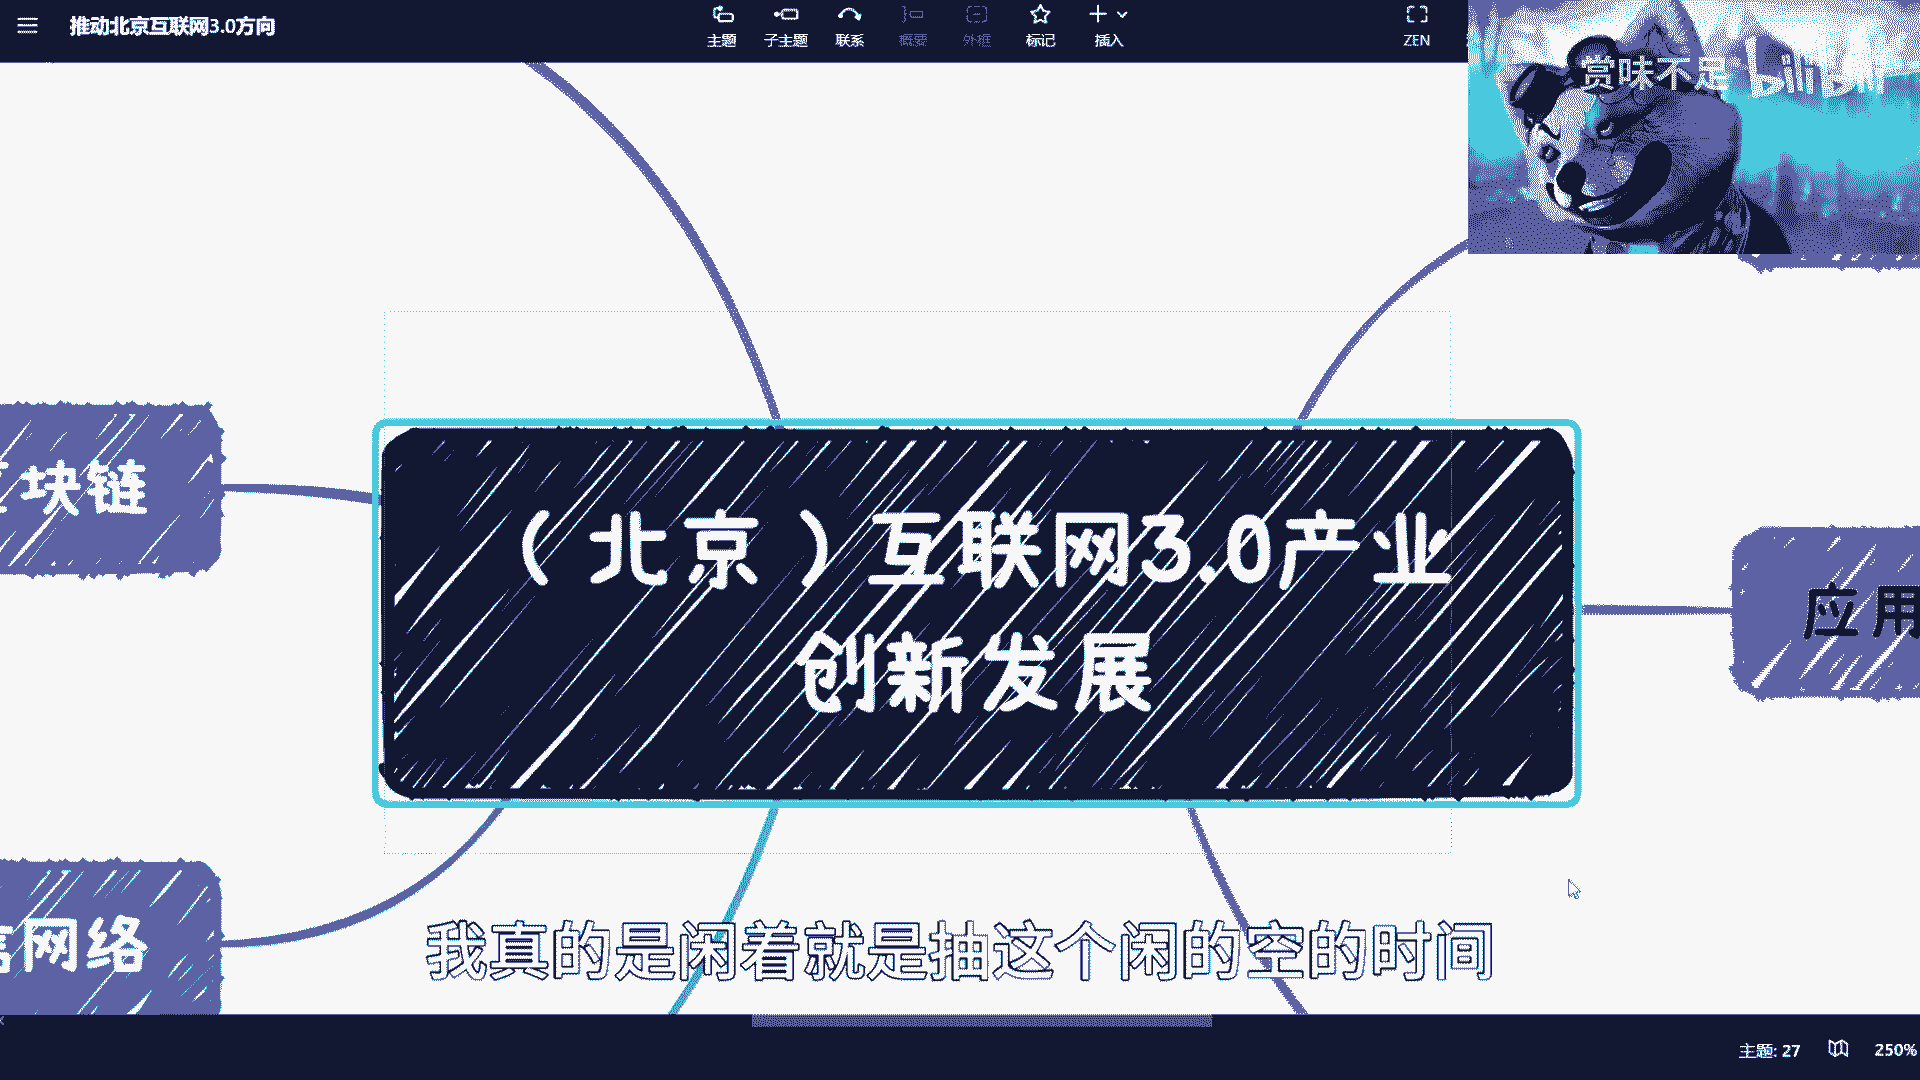 推动北京互联网3.0方向
主题 子主题 联系 概要 外框 标记 插入 ZEN
赏味不足 bilibili
块链
（北京）互联网3.0产业
创新发展
应用
网络
我真的是闲着就是抽这个闲的空的时间
主题: 27 250%